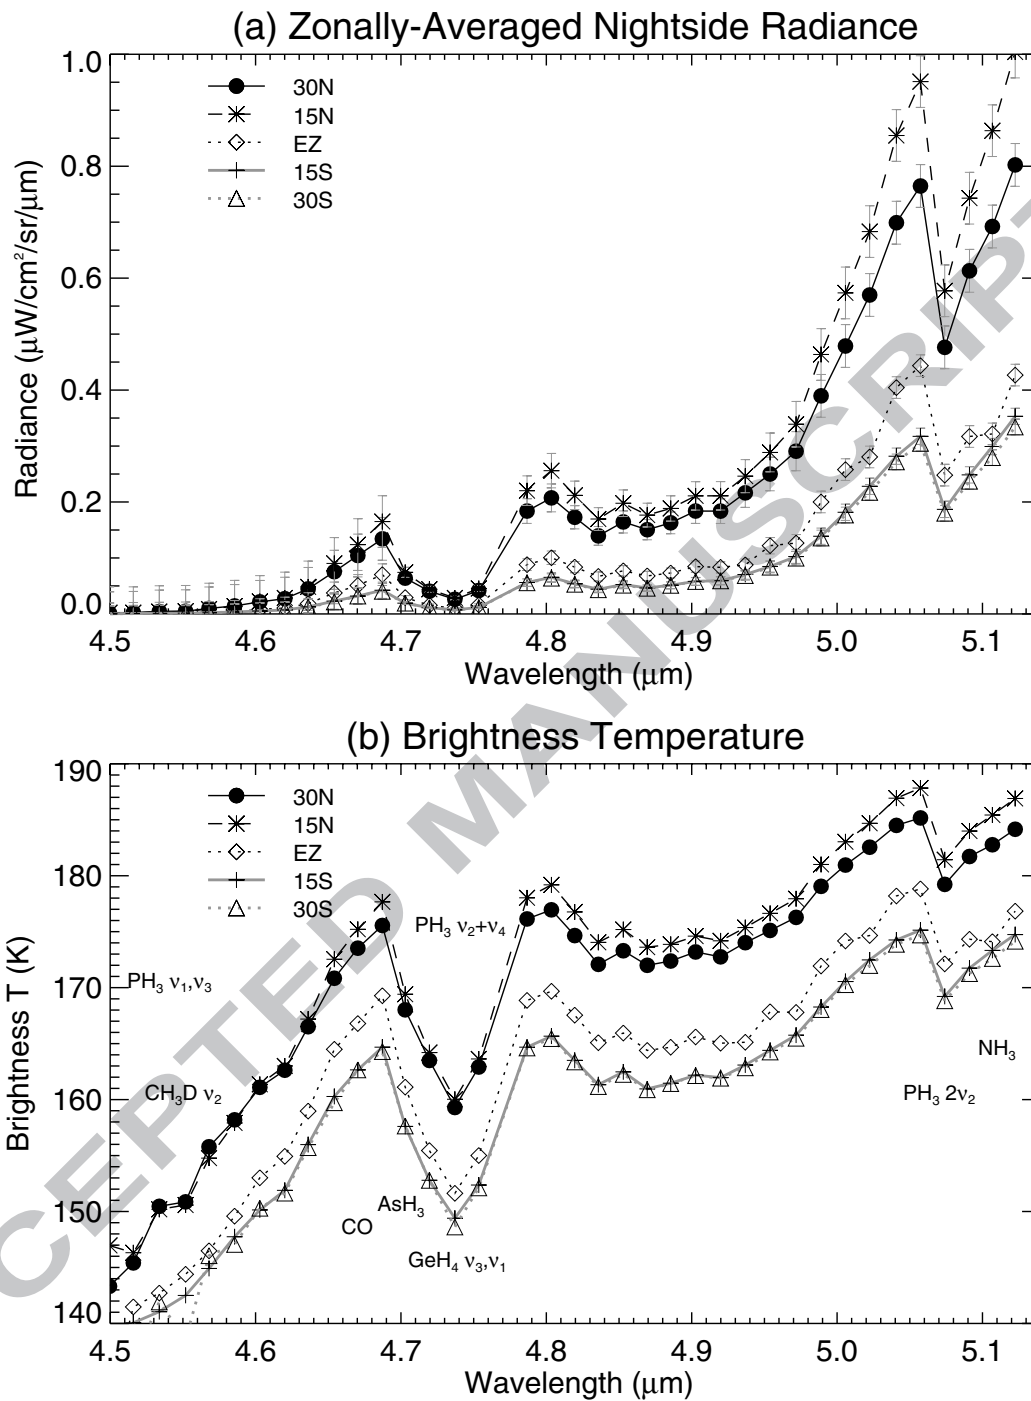 (a) Zonally-Averaged Nightside Radiance
1.0
0.8
0.6
0.4
0.2
0.0
Radiance (μW/cm²/sr/μm)
30N
15N
EZ
15S
30S
4.5 4.6 4.7 4.8 4.9 5.0 5.1
Wavelength (μm)
(b) Brightness Temperature
190
180
170
160
150
140
Brightness T (K)
30N
15N
EZ
15S
30S
PH₃ ν₂+ν₄
PH₃ ν₁,ν₃
NH₃
CH₃D ν₂
PH₃ 2ν₂
AsH₃
CO
GeH₄ ν₃,ν₁
4.5 4.6 4.7 4.8 4.9 5.0 5.1
Wavelength (μm)
CEPTED MANUSCRIPT